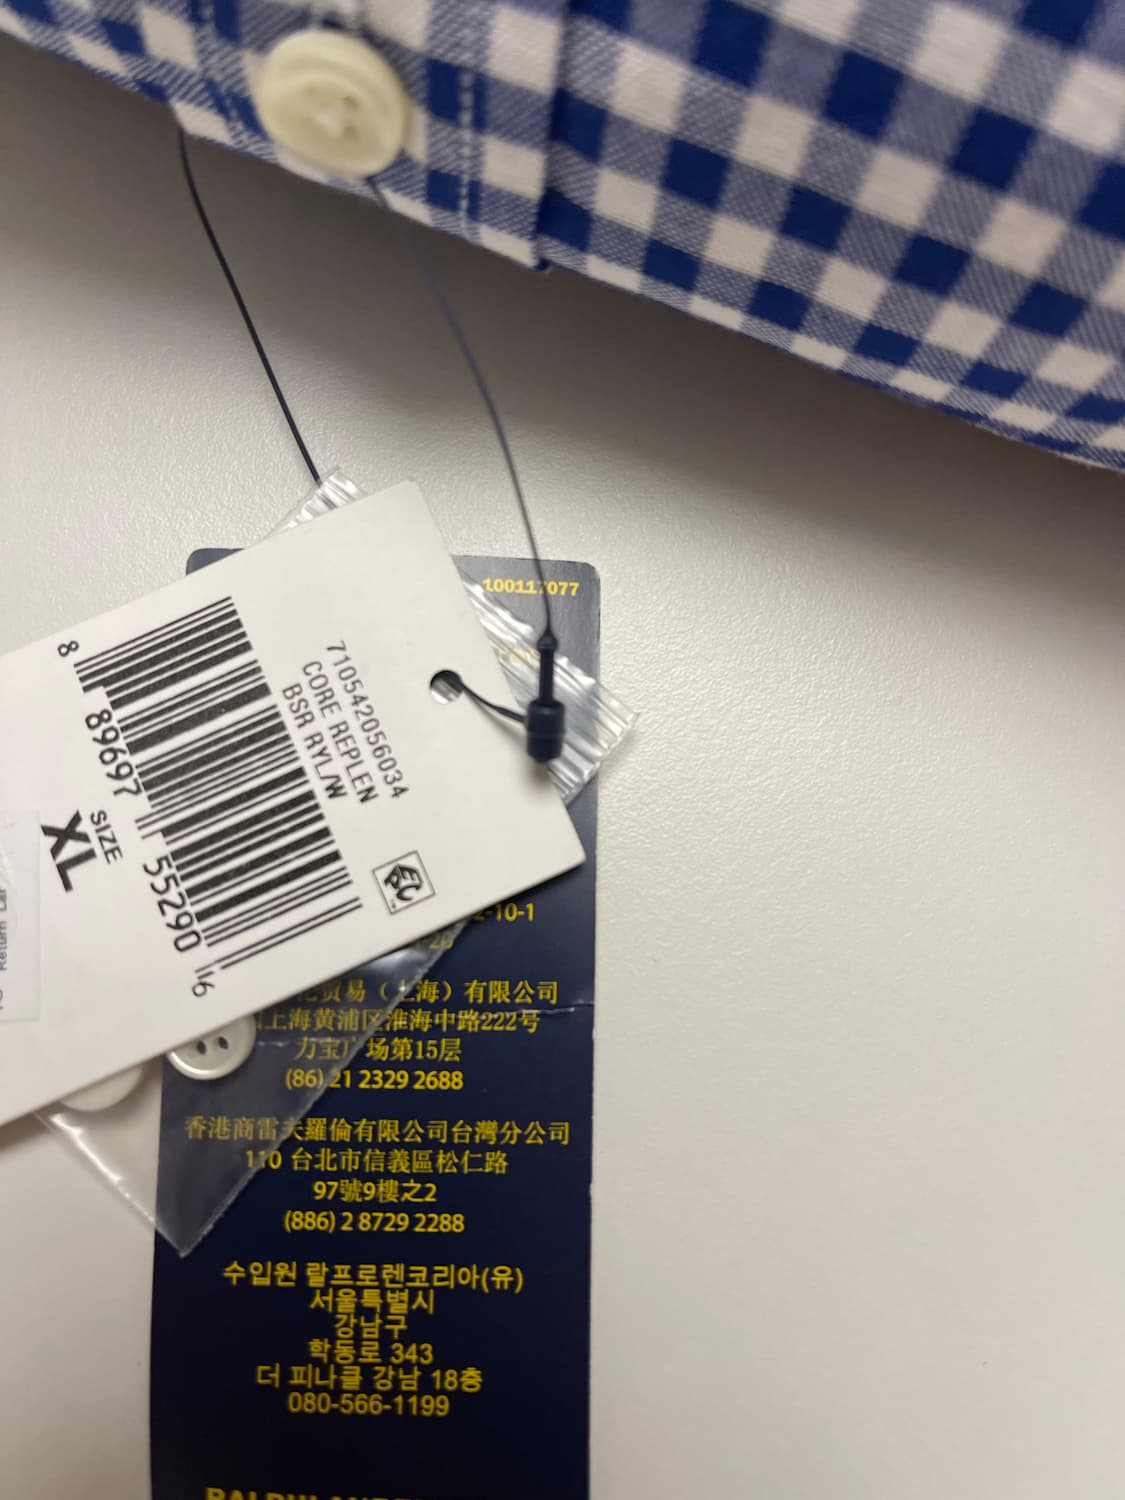 710542056034
CORE REPLEN
BSR RYL/W
8 89697 55290
SIZE
XL
Return
100117077
2-10-1
贸易（上海）有限公司
上海黄浦区淮海中路222号
力宝广场第15层
(86) 21 2329 2688
香港商雷夫羅倫有限公司台灣分公司
110 台北市信義區松仁路
97號9樓之2
(886) 2 8729 2288
수입원 랄프로렌코리아(유)
서울특별시
강남구
학동로 343
더 피나클 강남 18층
080-566-1199